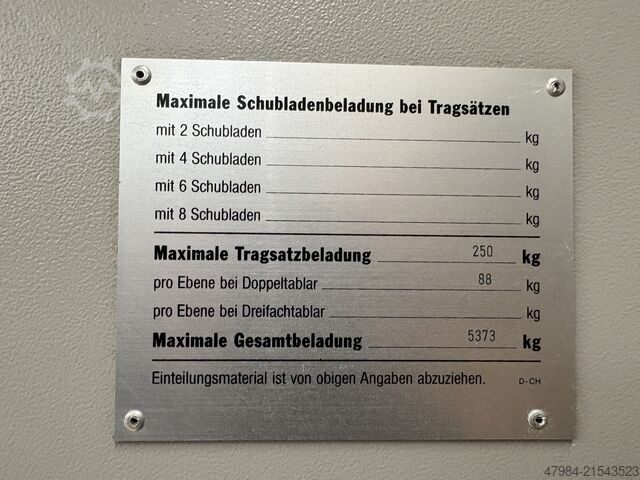 Maximale Schubladenbeladung bei Tragsätzen
mit 2 Schubladen kg
mit 4 Schubladen kg
mit 6 Schubladen kg
mit 8 Schubladen kg
Maximale Tragsatzbeladung 250 kg
pro Ebene bei Doppeltablar 88 kg
pro Ebene bei Dreifachtablar kg
Maximale Gesamtbeladung 5373 kg
Einteilungsmaterial ist von obigen Angaben abzuziehen. D-CH
47984-21543523